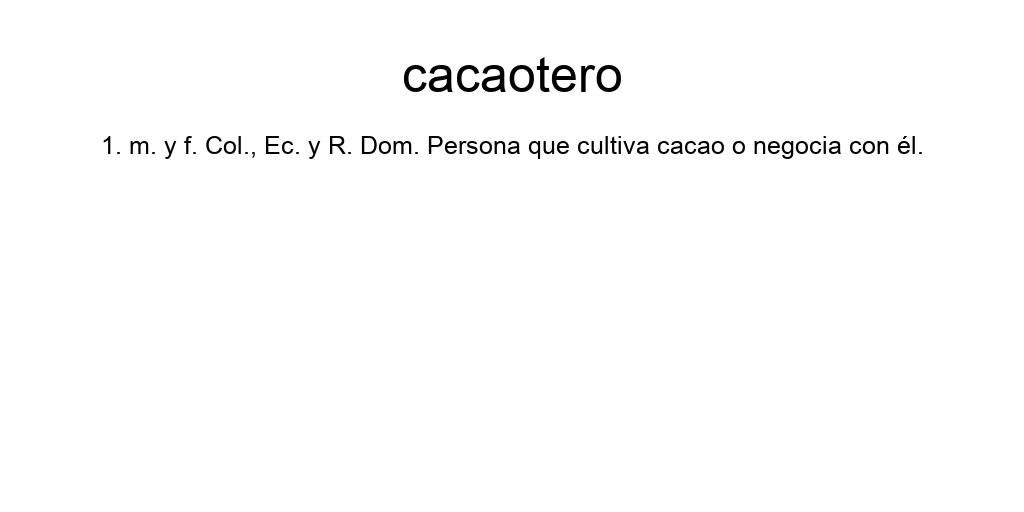 cacaotero
1. m. y f. Col., Ec. y R. Dom. Persona que cultiva cacao o negocia con él.